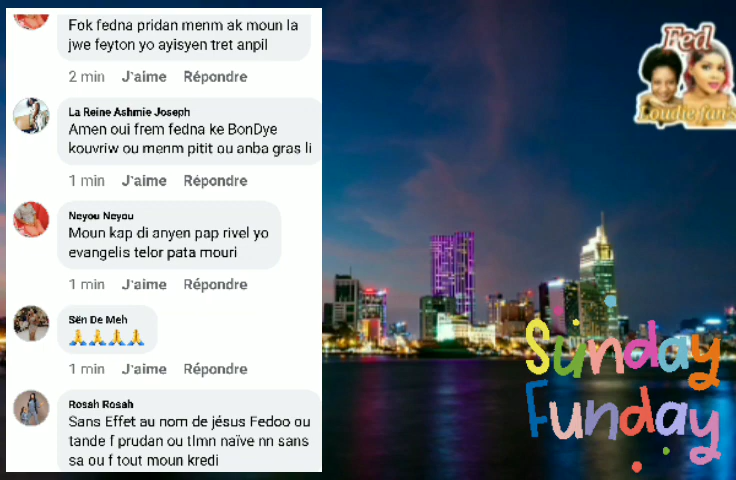 Fok fedna pridan menm ak moun la
jwe feyton yo ayisyen tret anpil
2 min J'aime Répondre
La Reine Ashmie Joseph
Amen oui frem fedna ke BonDye
kouvriw ou menm pitit ou anba gras li
1 min J'aime Répondre
Neyou Neyou
Moun kap di anyen pap rivel yo
evangelis telor pata mouri
1 min J'aime Répondre
Sën De Meh
🙏🙏🙏🙏
1 min J'aime Répondre
Rosah Rosah
Sans Effet au nom de jésus Fedoo ou
tande f prudan ou tlmn naïve nn sans
sa ou f tout moun kredi
Fed
Loudie fan's
Sunday
Funday